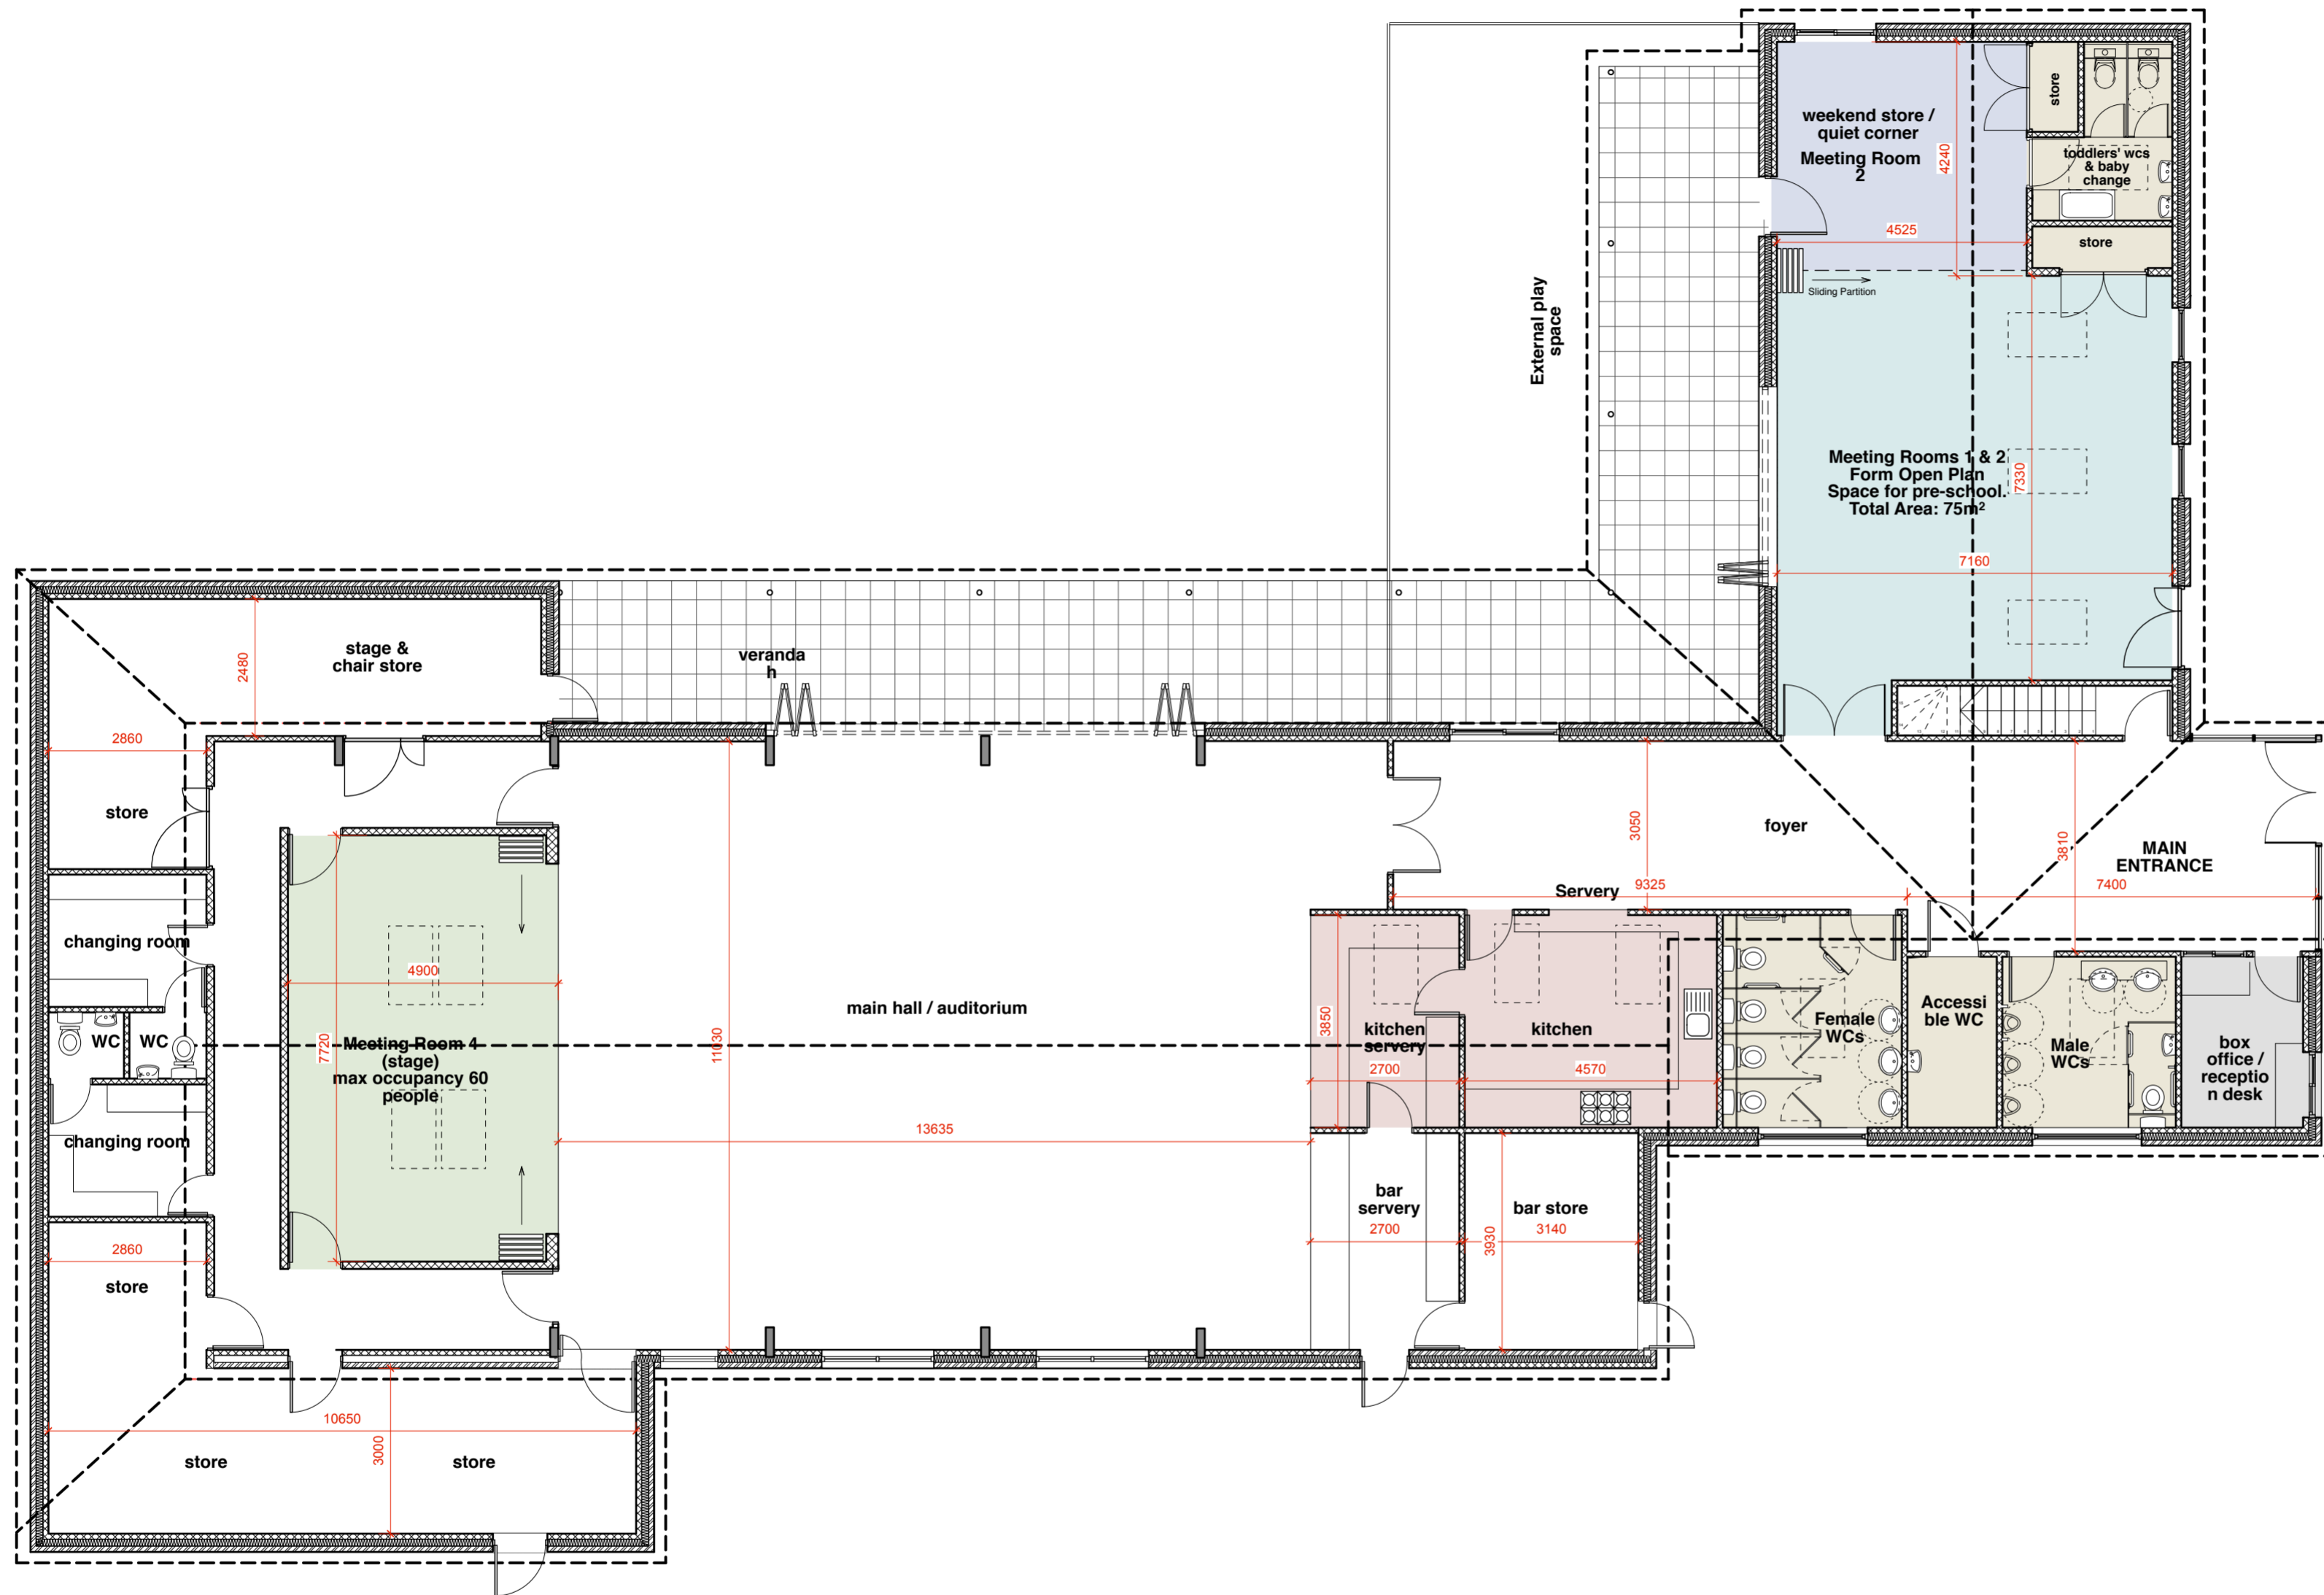 weekend store /
quiet corner
Meeting Room
2
4240
4525
store
toddlers' wcs
& baby
change
store
Sliding Partition
External play
space
Meeting Rooms 1 & 2
Form Open Plan
Space for pre-school.
Total Area: 75m²
7330
7160
stage &
chair store
2480
veranda
h
2860
store
3050
foyer
3810
MAIN
ENTRANCE
Servery
9325
7400
changing room
4900
main hall / auditorium
11030
3850
kitchen
servery
2700
kitchen
4570
Female
WCs
Accessi
ble WC
Male
WCs
box
office /
receptio
n desk
WC
WC
7720
Meeting Room 4
(stage)
max occupancy 60
people
changing room
13635
bar
servery
2700
bar store
3140
3930
2860
store
10650
3000
store
store